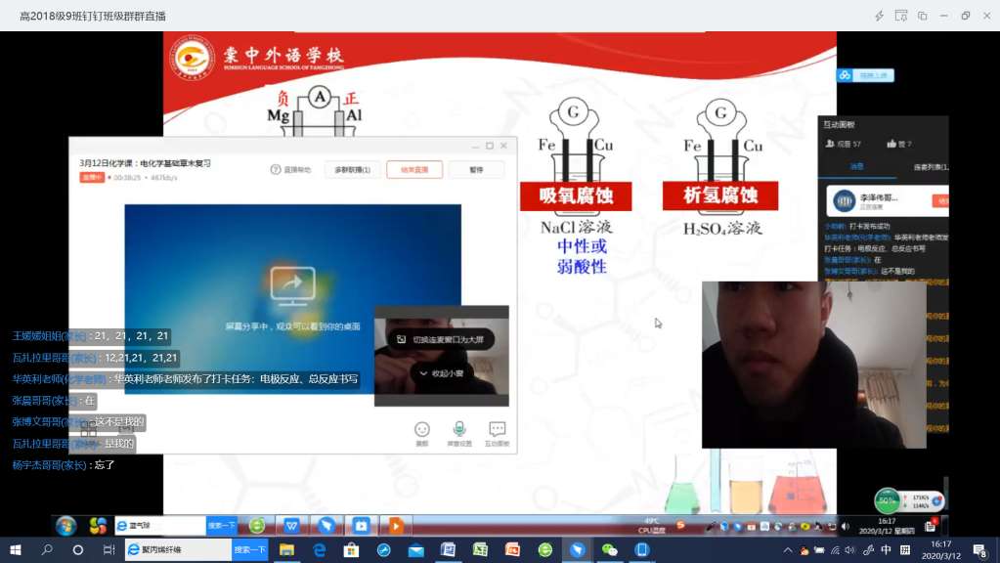 高2018级9班钉钉班级群群直播
棠中外语学校
FOREIGN LANGUAGE SCHOOL OF TANGZHONG
负 A 正
Mg Al
G
Fe Cu
吸氧腐蚀
NaCl溶液
中性或
弱酸性
G
Fe Cu
析氢腐蚀
H₂SO₄溶液
3月12日化学课：电化学基础章末复习
直播中 00:38:25 • 467kb/s
直播帮助
多群联播(1)
结束直播
暂停
屏幕分享中，观众可以看到你的桌面
切换连麦窗口为大屏
收起小窗
美颜
声音设置
互动面板
互动面板
观看 57
赞 7
消息
连麦列表(1
李泽伟哥...
正在连麦
小助手: 打卡发布成功
华英利老师(化学老师): 华英利老师老师发
打卡任务：电极反应、总反应书写
张晨哥哥(家长): 在
张博文哥哥(家长): 这不是我的
王媛媛姐姐(家长) : 21，21，21，21
瓦扎拉里哥哥(家长) : 12,21,21，21,21
华英利老师(化学老师) : 华英利老师老师发布了打卡任务：电极反应、总反应书写
张晨哥哥(家长) : 在
张博文哥哥(家长) : 这不是我的
瓦扎拉里哥哥(家长) : 是我的
杨宇杰哥哥(家长) : 忘了
50%
171K/s
114K/s
蓝气球
搜索一下
49℃
CPU温度
16:17
2020/3/12 星期四
聚丙烯纤维
搜索一下
中
16:17
2020/3/12
8